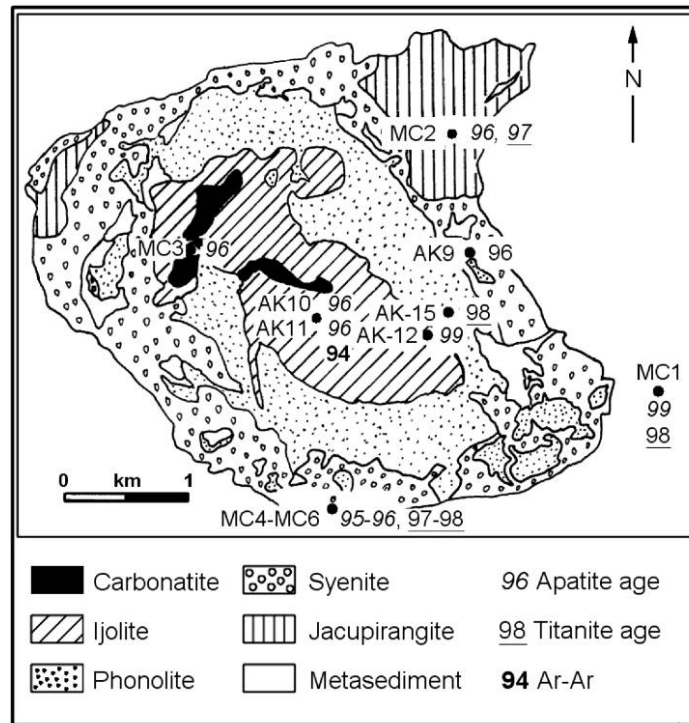 N
MC2 96, 97
MC3 96
AK9 96
AK10 96
AK-15 98
AK11 96
AK-12 99
94
MC1
99
98
0 km 1
MC4-MC6 95-96, 97-98
Carbonatite
Syenite
96 Apatite age
Ijolite
Jacupirangite
98 Titanite age
Phonolite
Metasediment
94 Ar-Ar